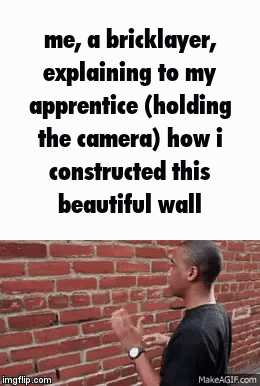 me, a bricklayer,
explaining to my
apprentice (holding
the camera) how i
constructed this
beautiful wall
imgflip.com
MakeAGIF.com